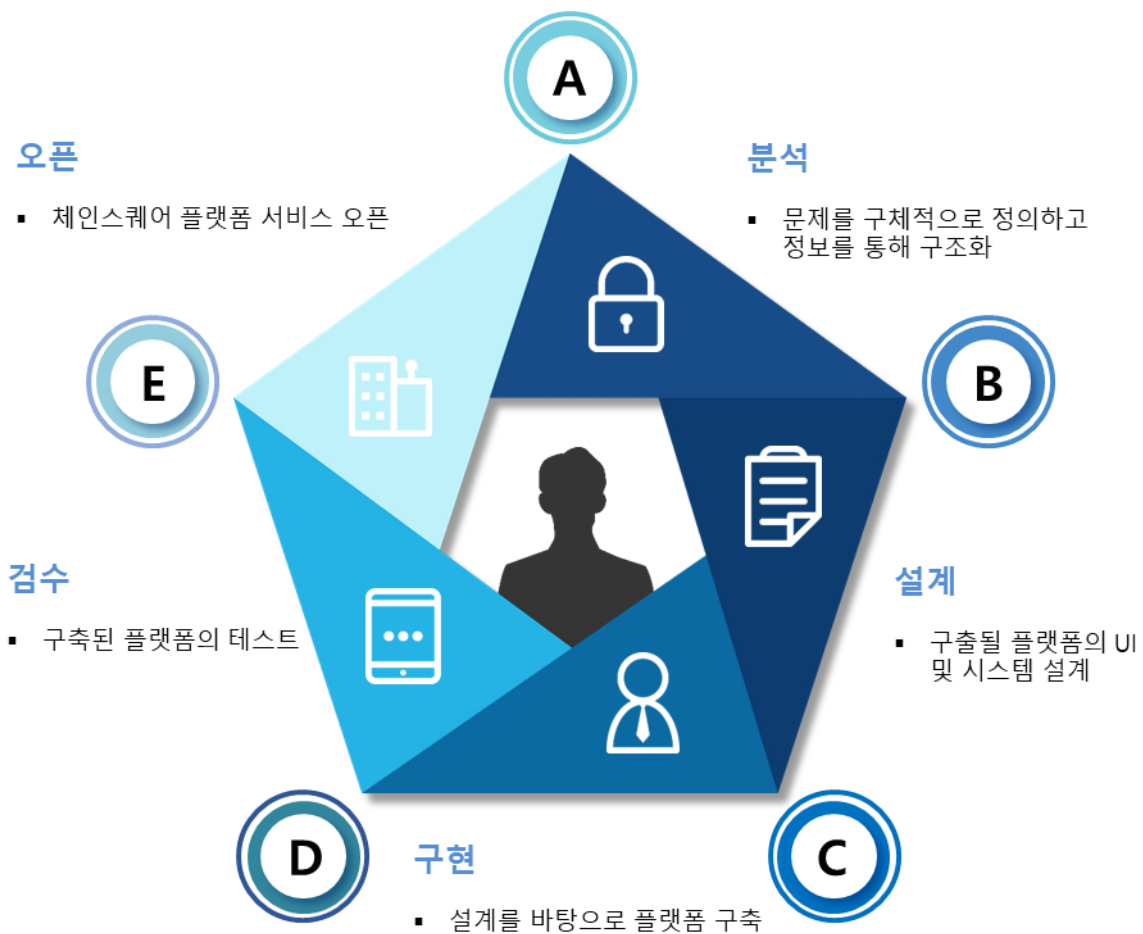 A
오픈
▪ 체인스퀘어 플랫폼 서비스 오픈
분석
▪ 문제를 구체적으로 정의하고
정보를 통해 구조화
E
B
검수
▪ 구축된 플랫폼의 테스트
설계
▪ 구출될 플랫폼의 UI
및 시스템 설계
D
C
구현
▪ 설계를 바탕으로 플랫폼 구축